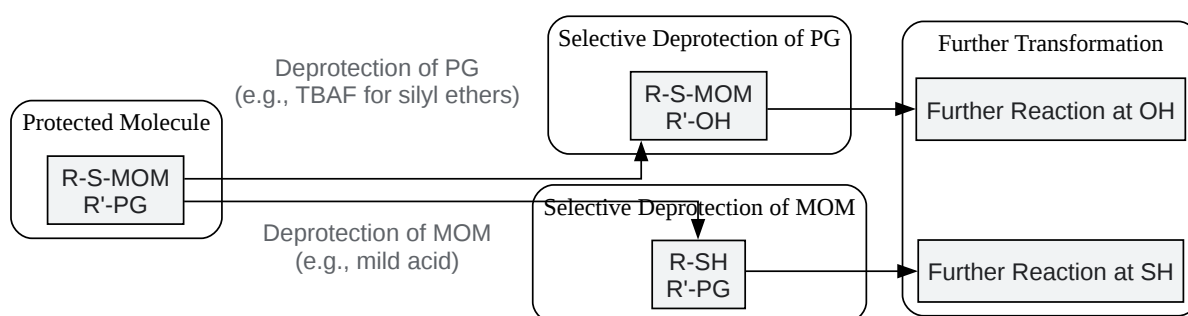 Protected Molecule
R-S-MOM
R'-PG
Deprotection of PG
(e.g., TBAF for silyl ethers)
Deprotection of MOM
(e.g., mild acid)
Selective Deprotection of PG
R-S-MOM
R'-OH
Selective Deprotection of MOM
R-SH
R'-PG
Further Transformation
Further Reaction at OH
Further Reaction at SH